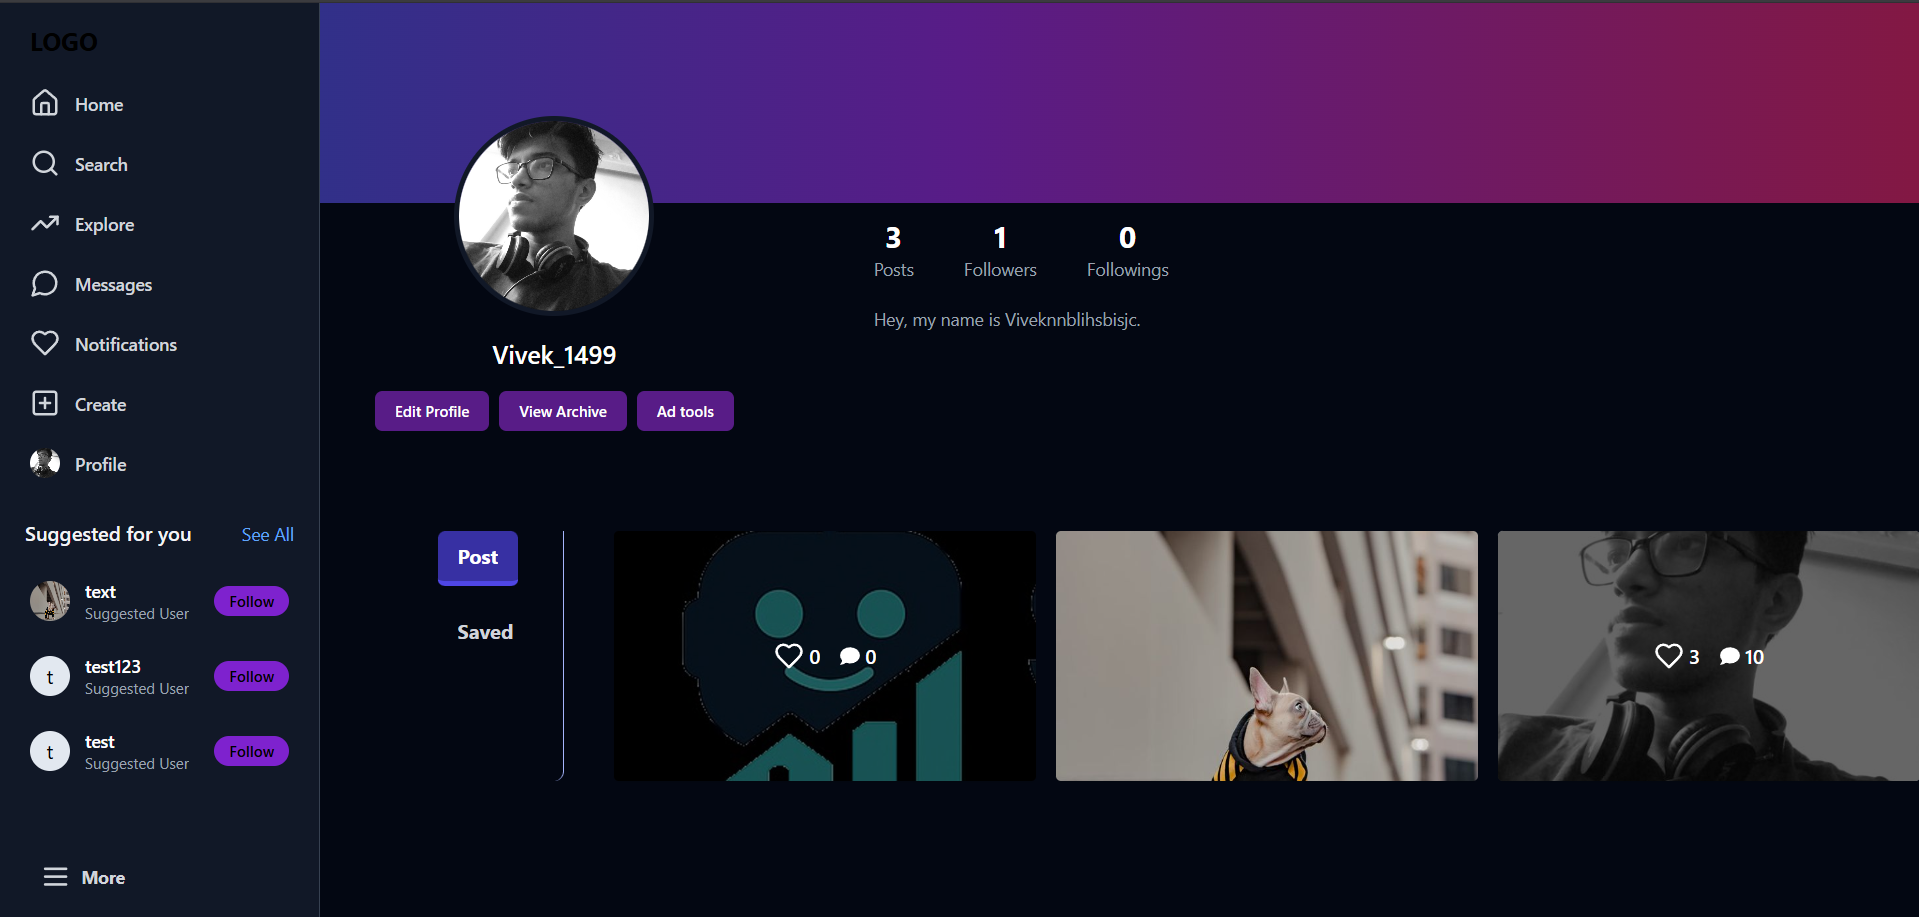 LOGO
Home
Search
Explore
Messages
Notifications
Create
Profile
Suggested for you See All
text
Suggested User
Follow
test123
Suggested User
Follow
test
Suggested User
Follow
t
t
More
3 1 0
Posts Followers Followings
Hey, my name is Viveknnblihsbisjc.
Vivek_1499
Edit Profile View Archive Ad tools
Post
Saved
0 0
3 10